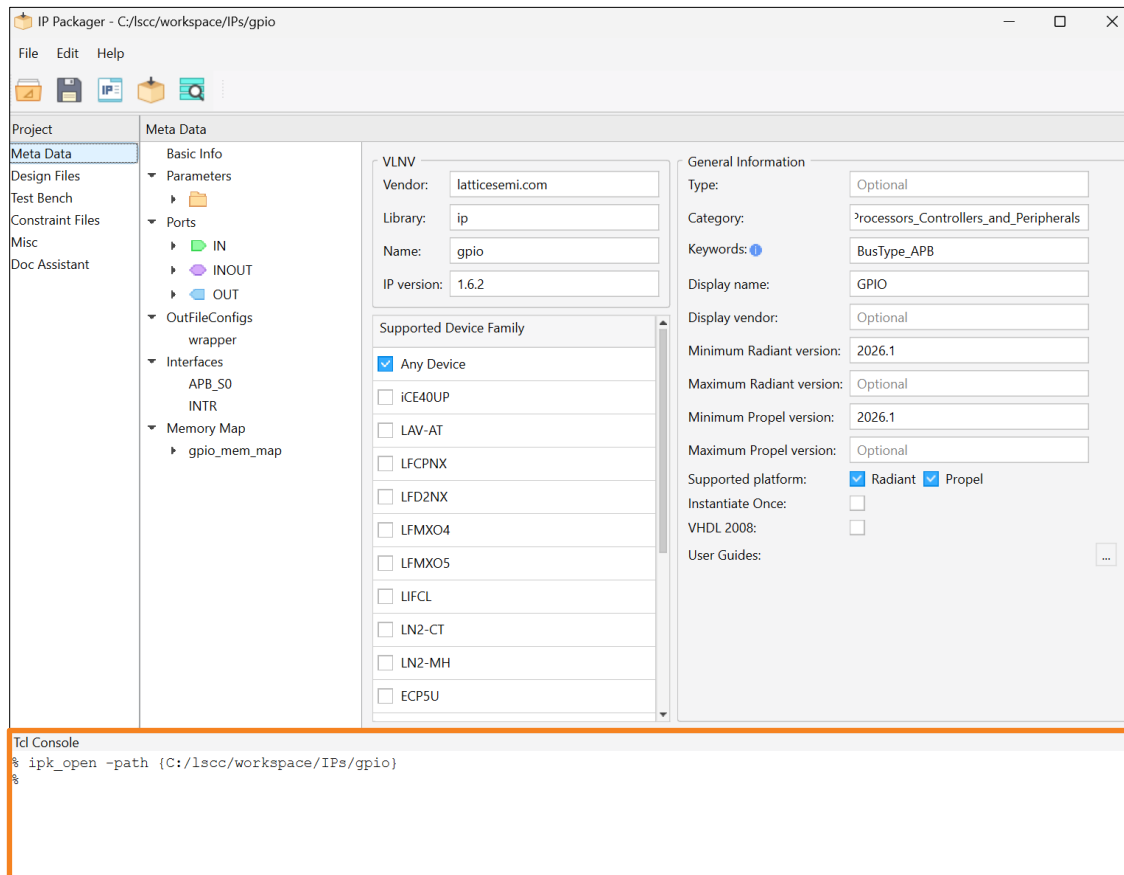 IP Packager - C:/lscc/workspace/IPs/gpio
File Edit Help
IP
Project
Meta Data
Design Files
Test Bench
Constraint Files
Misc
Doc Assistant
Meta Data
Basic Info
Parameters
Ports
IN
INOUT
OUT
OutFileConfigs
wrapper
Interfaces
APB_S0
INTR
Memory Map
gpio_mem_map
VLNV
Vendor: latticesemi.com
Library: ip
Name: gpio
IP version: 1.6.2
Supported Device Family
Any Device
iCE40UP
LAV-AT
LFCPNX
LFD2NX
LFMXO4
LFMXO5
LIFCL
LN2-CT
LN2-MH
ECP5U
General Information
Type: Optional
Category: Processors_Controllers_and_Peripherals
Keywords: BusType_APB
Display name: GPIO
Display vendor: Optional
Minimum Radiant version: 2026.1
Maximum Radiant version: Optional
Minimum Propel version: 2026.1
Maximum Propel version: Optional
Supported platform: Radiant Propel
Instantiate Once:
VHDL 2008:
User Guides: ...
Tcl Console
% ipk_open -path {C:/lscc/workspace/IPs/gpio}
%